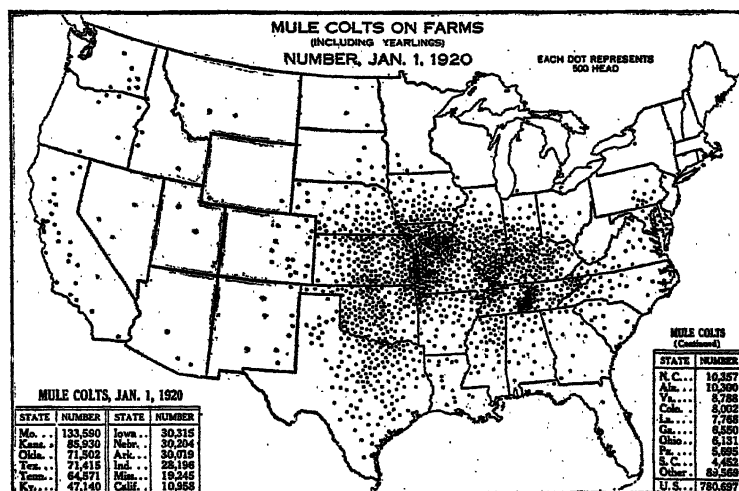 MULE COLTS ON FARMS
(INCLUDING YEARLINGS)
NUMBER, JAN. 1, 1920
EACH DOT REPRESENTS
500 HEAD
MULE COLTS, JAN. 1, 1920
STATE NUMBER STATE NUMBER
Mo... 133,590 Iowa.. 30,315
Kans.. 85,930 Nebr.. 30,204
Okla.. 71,502 Ark... 30,019
Tex... 71,415 Ind... 28,196
Tenn.. 64,571 Miss... 19,245
Ky... 47,140 Calif.. 10,958
MULE COLTS
(Continued)
STATE NUMBER
N. C... 10,357
Ala... 10,300
Va... 8,788
Colo... 8,002
La... 7,768
Ga... 6,550
Ohio... 6,131
Pa... 5,695
S. C... 4,452
Other. 89,569
U. S... 780,697